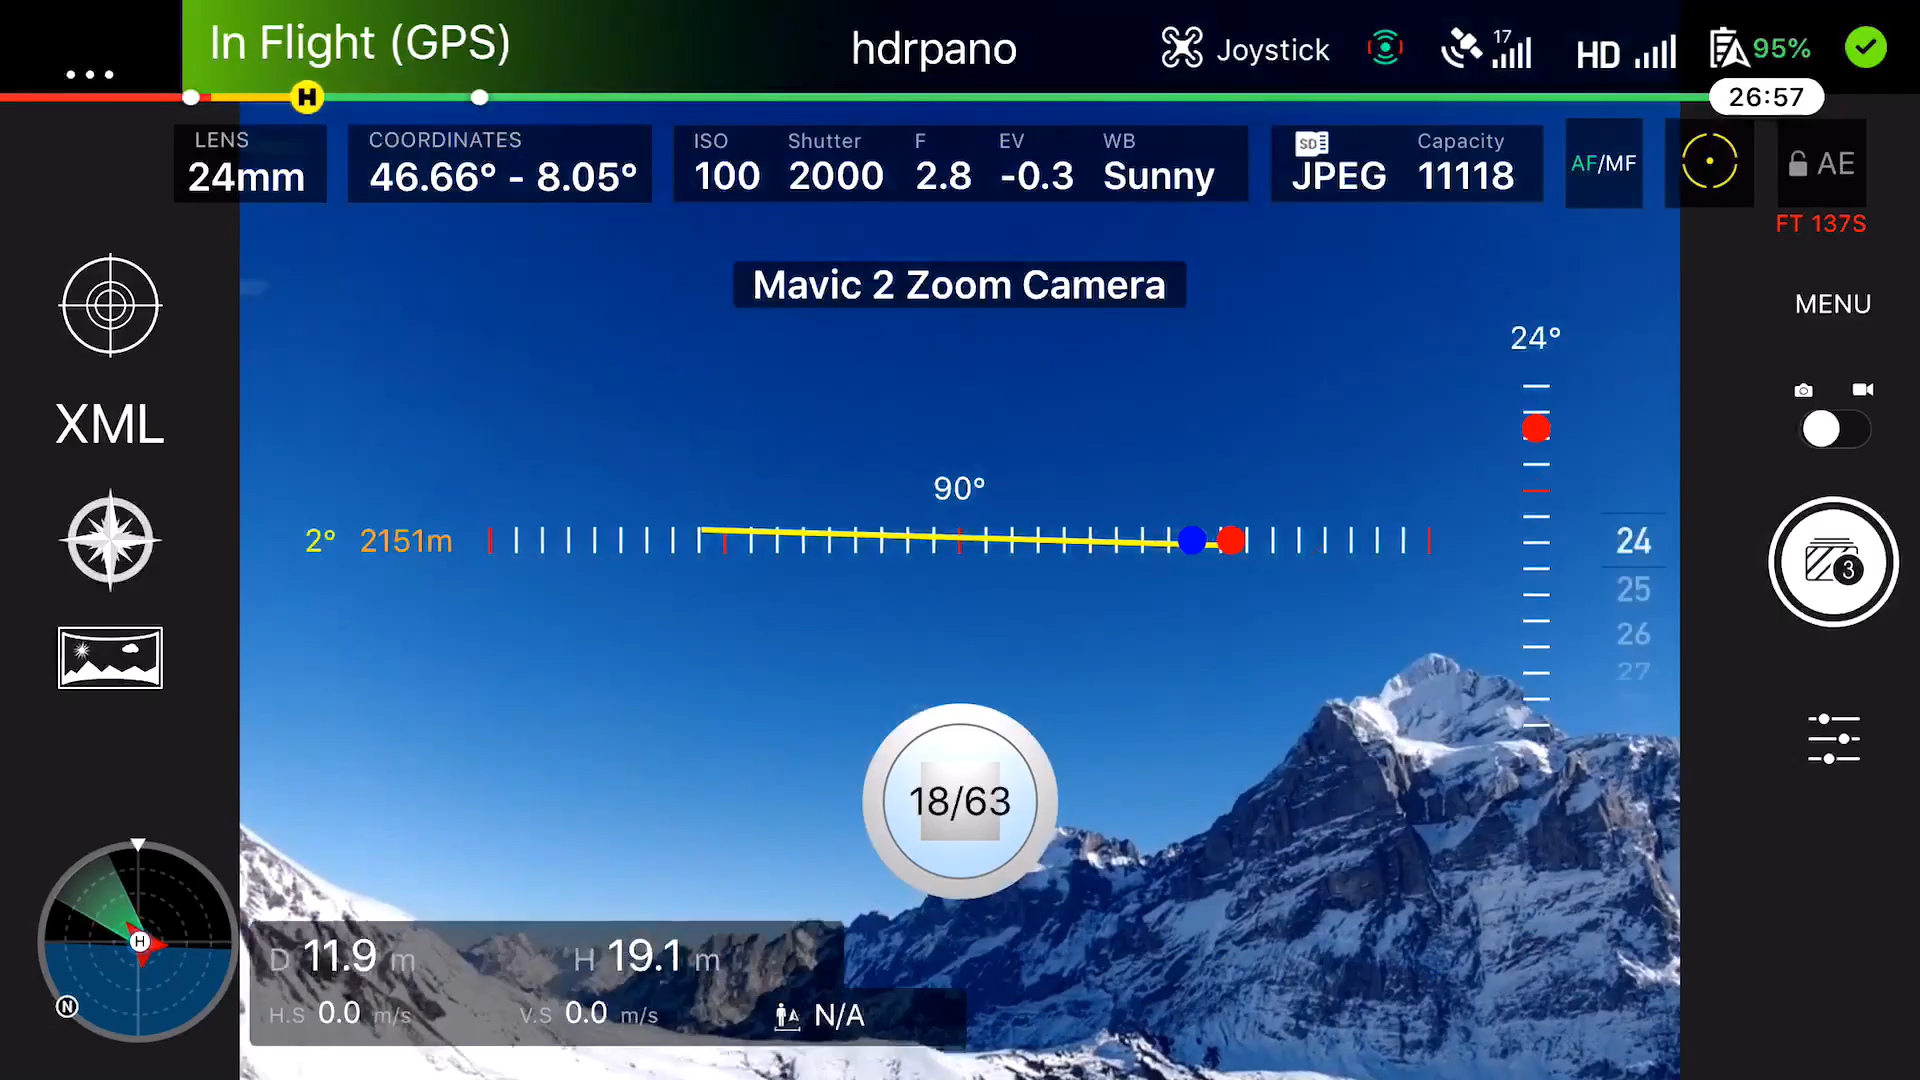 In Flight (GPS)
hdrpano
Joystick
17
HD
95%
H
26:57
LENS
24mm
COORDINATES
46.66° - 8.05°
ISO
100
Shutter
2000
F
2.8
EV
-0.3
WB
Sunny
SD
JPEG
Capacity
11118
AF/MF
AE
FT 137S
Mavic 2 Zoom Camera
MENU
24°
XML
90°
2° 2151m
24
25
26
27
3
18/63
D 11.9 m
H 19.1 m
H.S 0.0 m/s
V.S 0.0 m/s
N/A
H
N